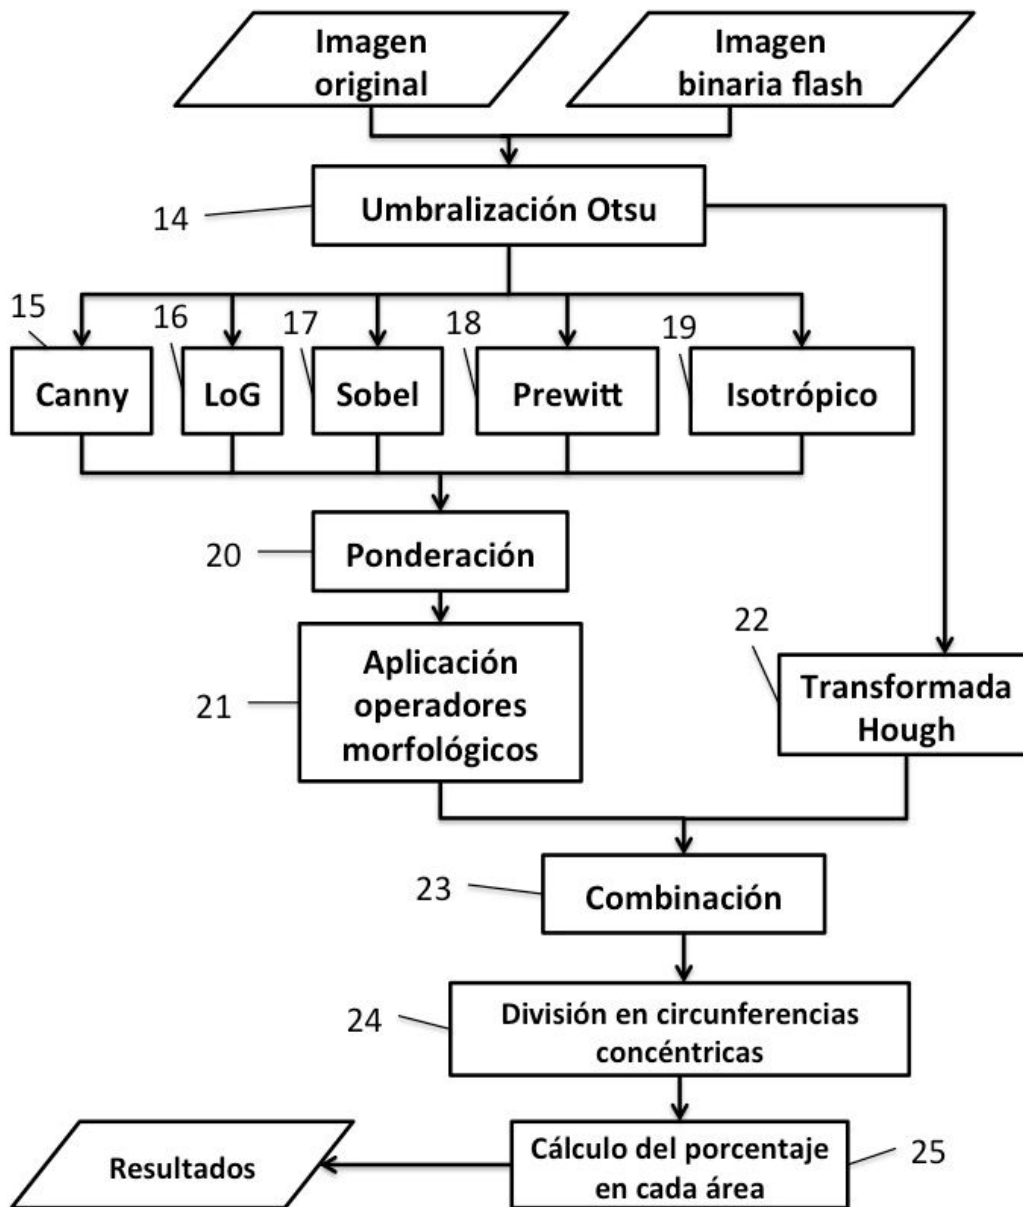 Imagen
original
Imagen
binaria flash
14
Umbralización Otsu
15
16
17
18
19
Canny
LoG
Sobel
Prewitt
Isotrópico
20
Ponderación
21
Aplicación
operadores
morfológicos
22
Transformada
Hough
23
Combinación
24
División en circunferencias
concéntricas
Resultados
Cálculo del porcentaje
en cada área
25